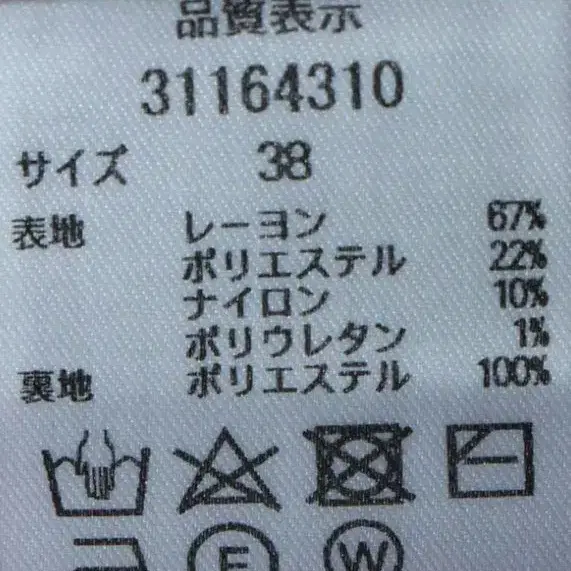 品質表示
31164310
サイズ 38
表地 レーヨン 67%
ポリエステル 22%
ナイロン 10%
ポリウレタン 1%
裏地 ポリエステル 100%
F W